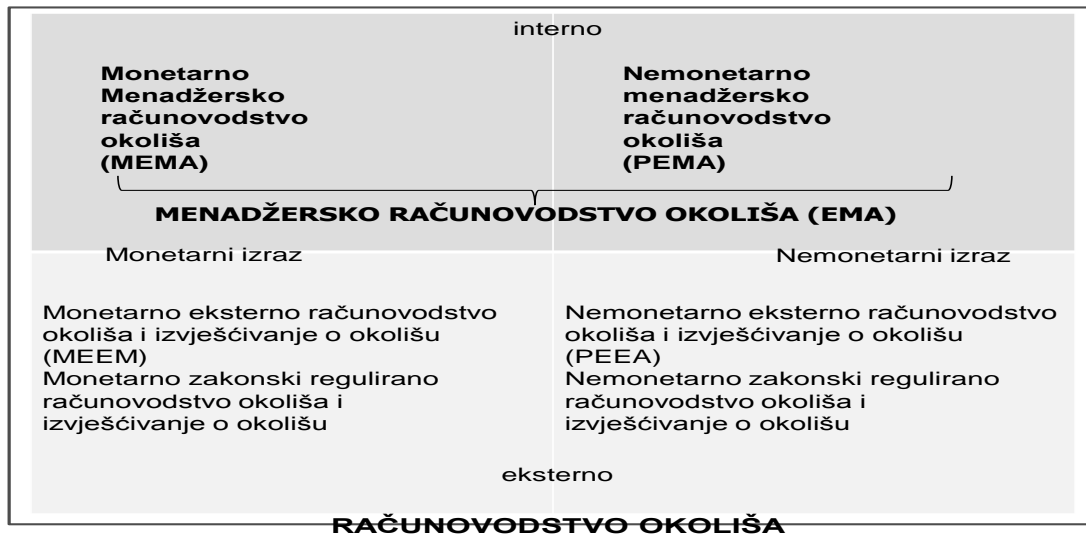 interno
Monetarno
Menadžersko
računovodstvo
okoliša
(MEMA)
Nemonetarno
menadžersko
računovodstvo
okoliša
(PEMA)
MENADŽERSKO RAČUNOVODSTVO OKOLIŠA (EMA)
Monetarni izraz
Nemonetarni izraz
Monetarno eksterno računovodstvo
okoliša i izvješćivanje o okolišu
(MEEM)
Monetarno zakonski regulirano
računovodstvo okoliša i
izvješćivanje o okolišu
Nemonetarno eksterno računovodstvo
okoliša i izvješćivanje o okolišu
(PEEA)
Nemonetarno zakonski regulirano
računovodstvo okoliša i
izvješćivanje o okolišu
eksterno
RAČUNOVODSTVO OKOLIŠA